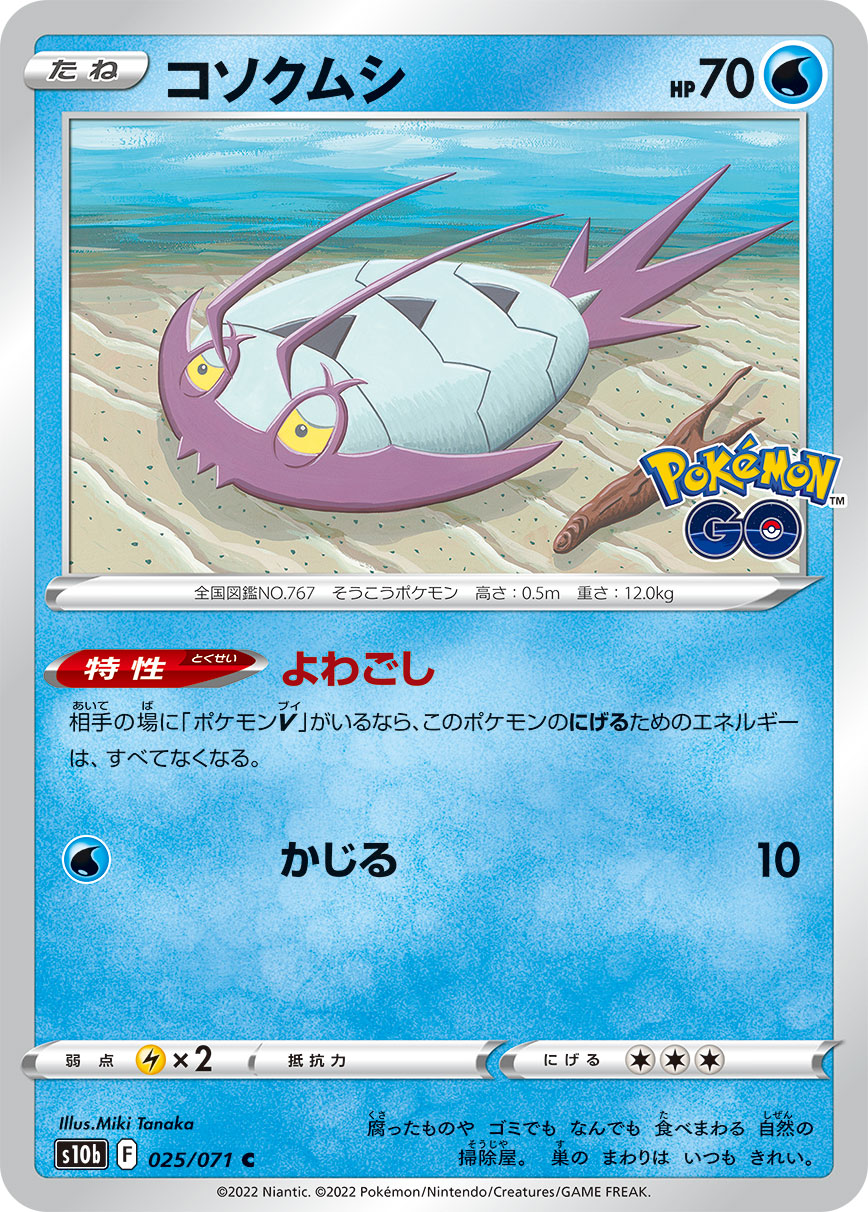 たね コソクムシ HP70
Pokémon GO™
全国図鑑NO.767 そうこうポケモン 高さ：0.5m 重さ：12.0kg
特性 とくせい よわごし
あいて ば ブイ
相手の場に「ポケモンV」がいるなら、このポケモンのにげるためのエネルギー
は、すべてなくなる。
かじる 10
弱点 ×2 抵抗力 にげる
Illus.Miki Tanaka
くさ た しぜん
腐ったものや ゴミでも なんでも 食べまわる 自然の
そうじや す
掃除屋。 巣の まわりは いつも きれい。
s10b F 025/071 C
©2022 Niantic. ©2022 Pokémon/Nintendo/Creatures/GAME FREAK.